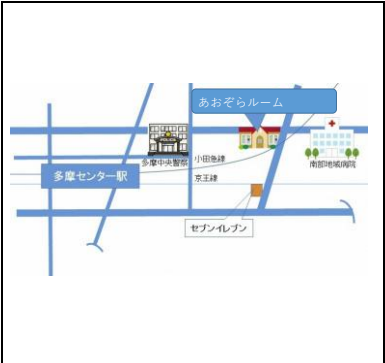 あおぞらルーム
多摩中央警察
小田急線
南部地域病院
多摩センター駅
京王線
セブンイレブン